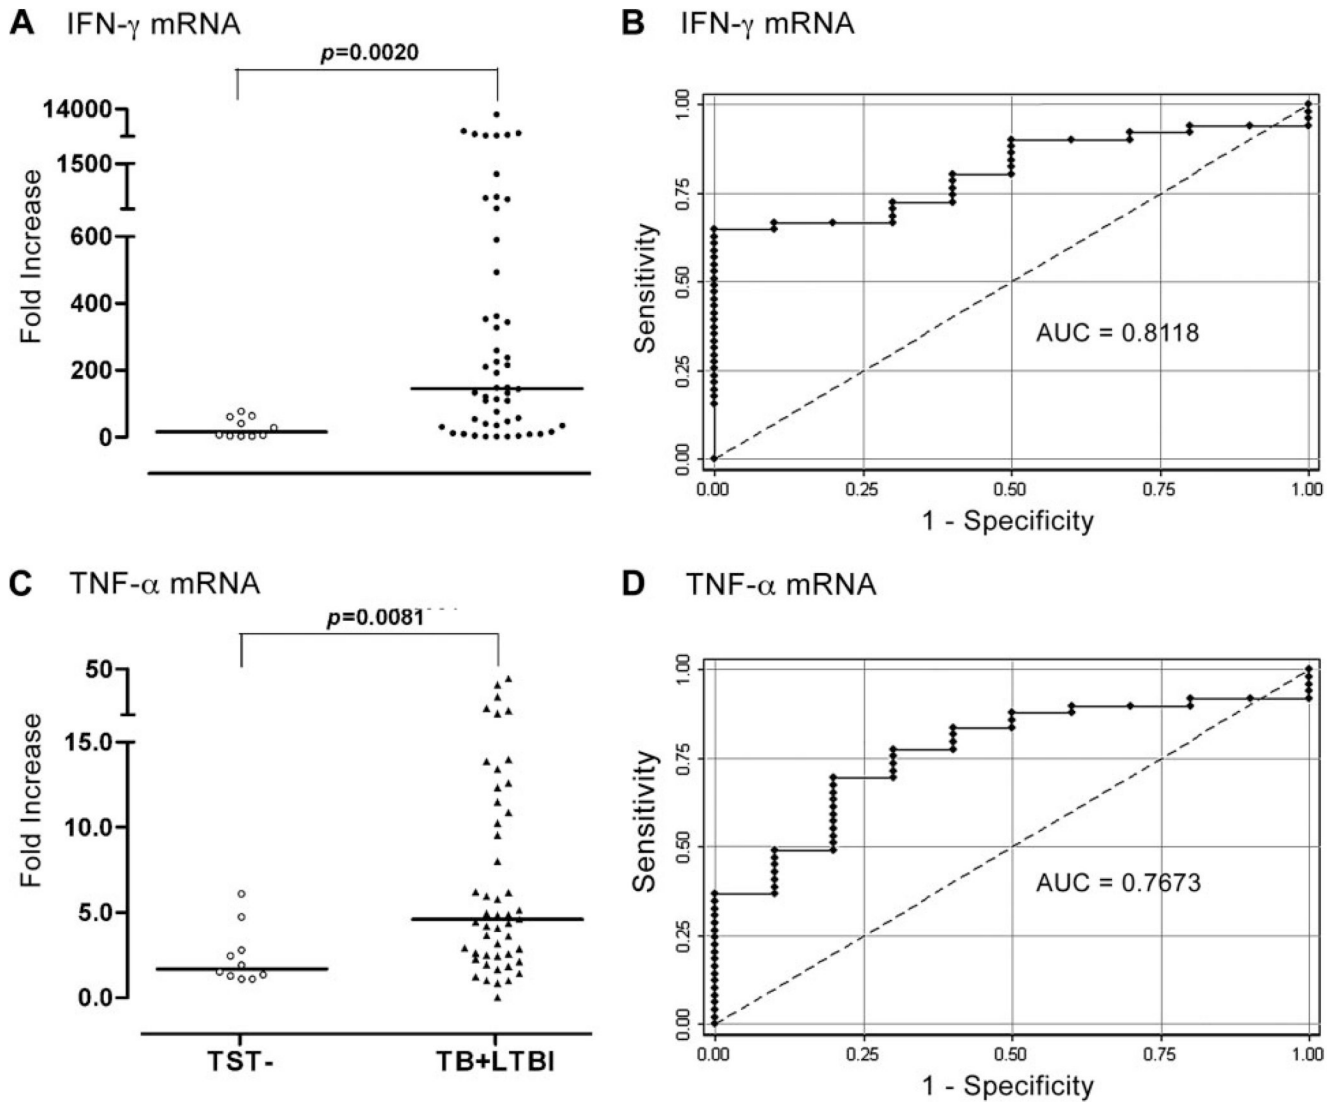 A IFN-γ mRNA
p=0.0020
14000
1500
600
400
200
0
Fold Increase
B IFN-γ mRNA
1.00
0.75
0.50
0.25
0.00
Sensitivity
AUC = 0.8118
0.00 0.25 0.50 0.75 1.00
1 - Specificity
C TNF-α mRNA
p=0.0081
50
15.0
10.0
5.0
0.0
Fold Increase
TST- TB+LTBI
D TNF-α mRNA
1.00
0.75
0.50
0.25
0.00
Sensitivity
AUC = 0.7673
0.00 0.25 0.50 0.75 1.00
1 - Specificity